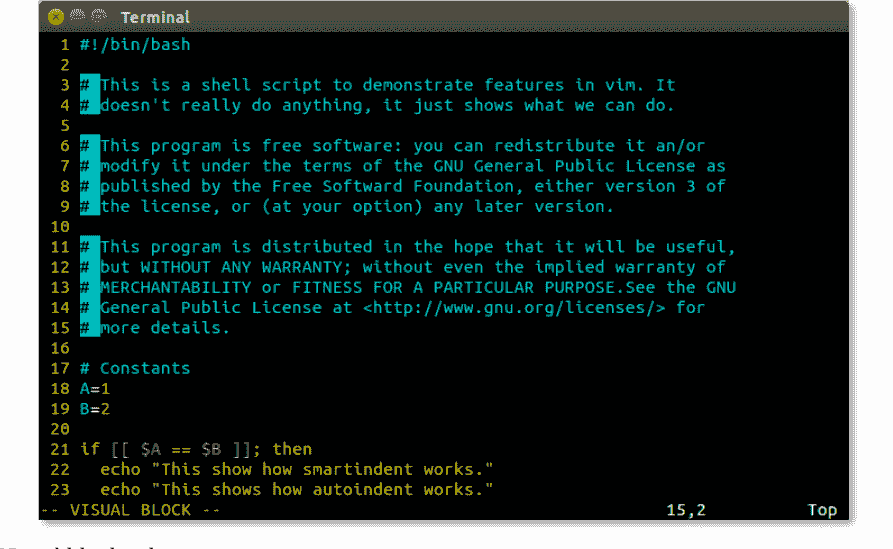 Terminal
1 #!/bin/bash
2
3 # This is a shell script to demonstrate features in vim. It
4 # doesn't really do anything, it just shows what we can do.
5
6 # This program is free software: you can redistribute it an/or
7 # modify it under the terms of the GNU General Public License as
8 # published by the Free Softward Foundation, either version 3 of
9 # the license, or (at your option) any later version.
10
11 # This program is distributed in the hope that it will be useful,
12 # but WITHOUT ANY WARRANTY; without even the implied warranty of
13 # MERCHANTABILITY or FITNESS FOR A PARTICULAR PURPOSE.See the GNU
14 # General Public License at <http://www.gnu.org/licenses/> for
15 # more details.
16
17 # Constants
18 A=1
19 B=2
20
21 if [[ $A == $B ]]; then
22   echo "This show how smartindent works."
23   echo "This shows how autoindent works."
-- VISUAL BLOCK -- 15,2 Top